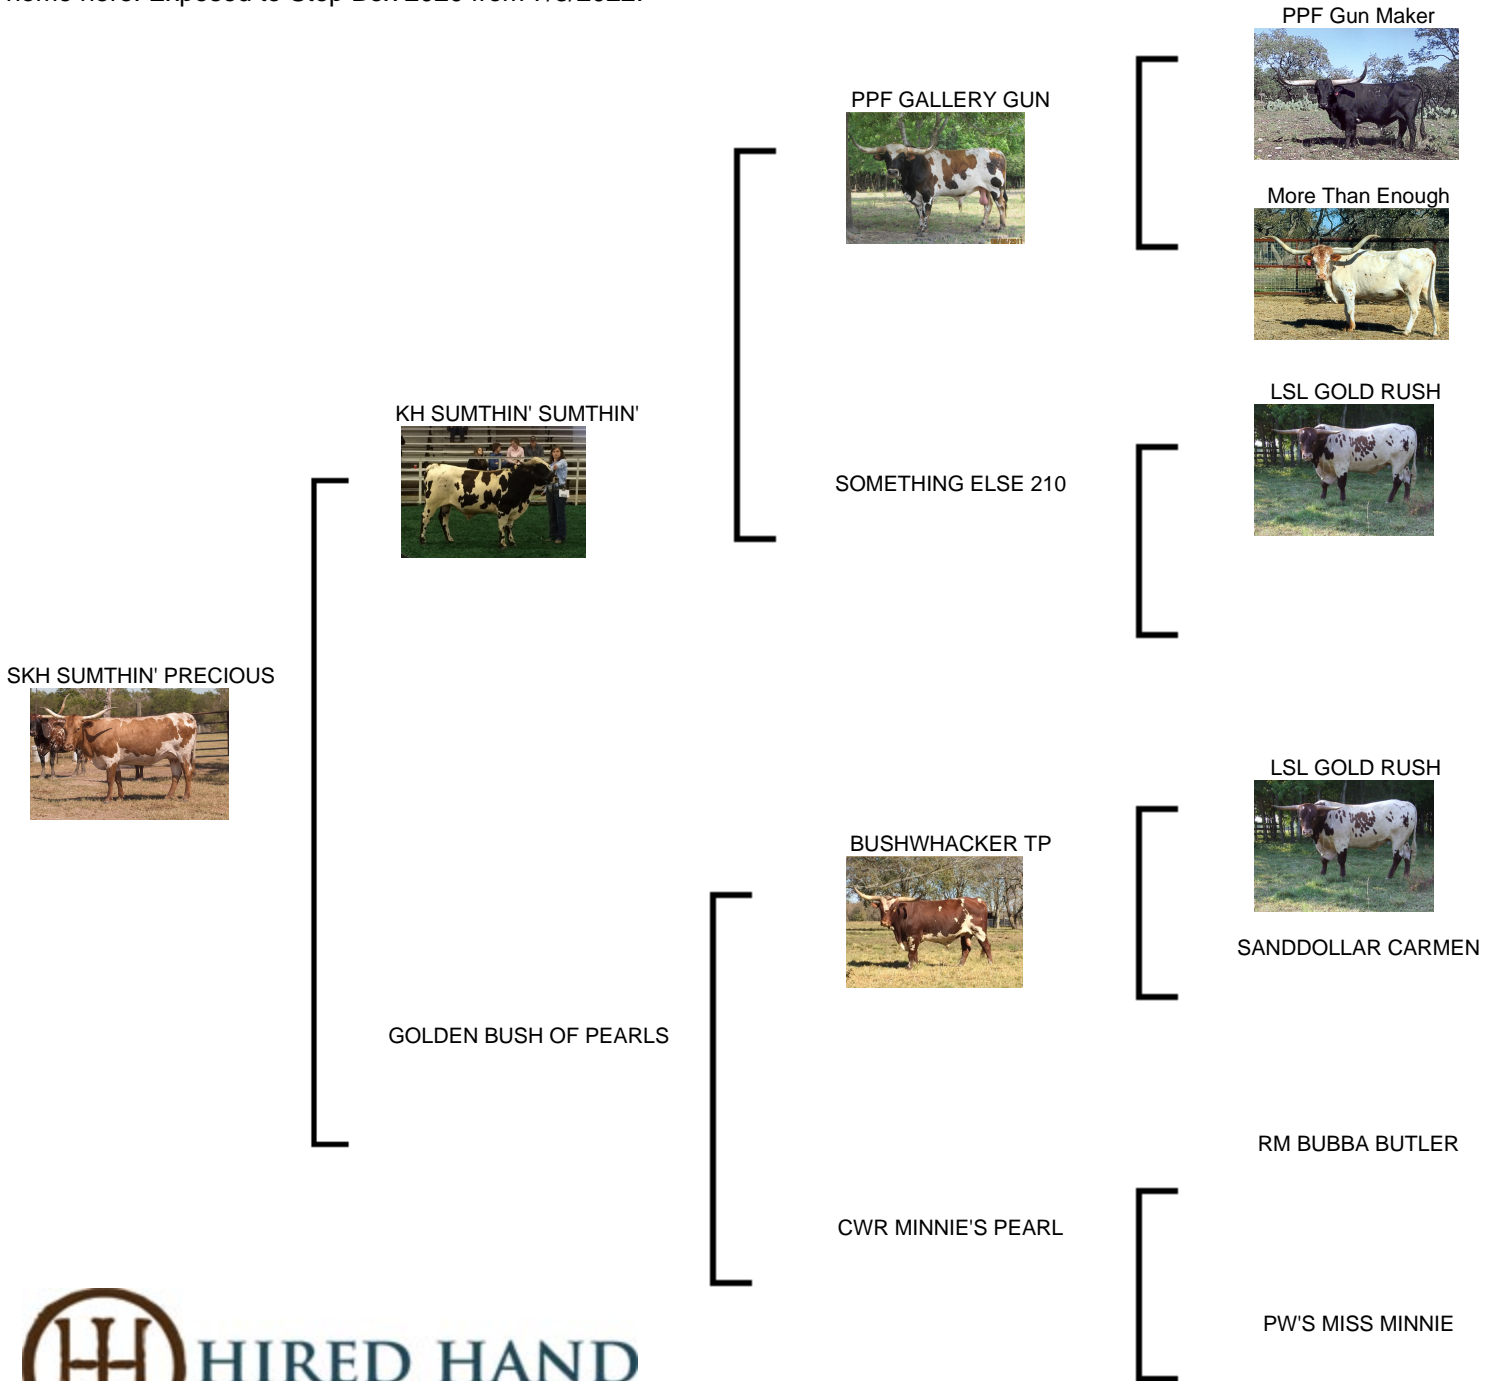 PPF Gun Maker
PPF GALLERY GUN
More Than Enough
LSL GOLD RUSH
KH SUMTHIN' SUMTHIN'
SOMETHING ELSE 210
SKH SUMTHIN' PRECIOUS
LSL GOLD RUSH
BUSHWHACKER TP
SANDDOLLAR CARMEN
GOLDEN BUSH OF PEARLS
RM BUBBA BUTLER
CWR MINNIE'S PEARL
PW'S MISS MINNIE
HIRED HAND